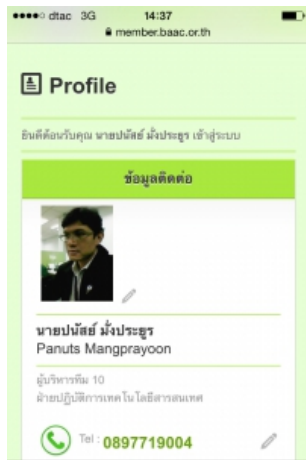 dtac 3G 14:37
member.baac.or.th
Profile
ยินดีต้อนรับคุณ นายปนัสย์ มั่งประยูร เข้าสู่ระบบ
ข้อมูลติดต่อ
นายปนัสย์ มั่งประยูร
Panuts Mangprayoon
ผู้บริหารทีม 10
ฝ่ายปฏิบัติการเทคโนโลยีสารสนเทศ
Tel : 0897719004